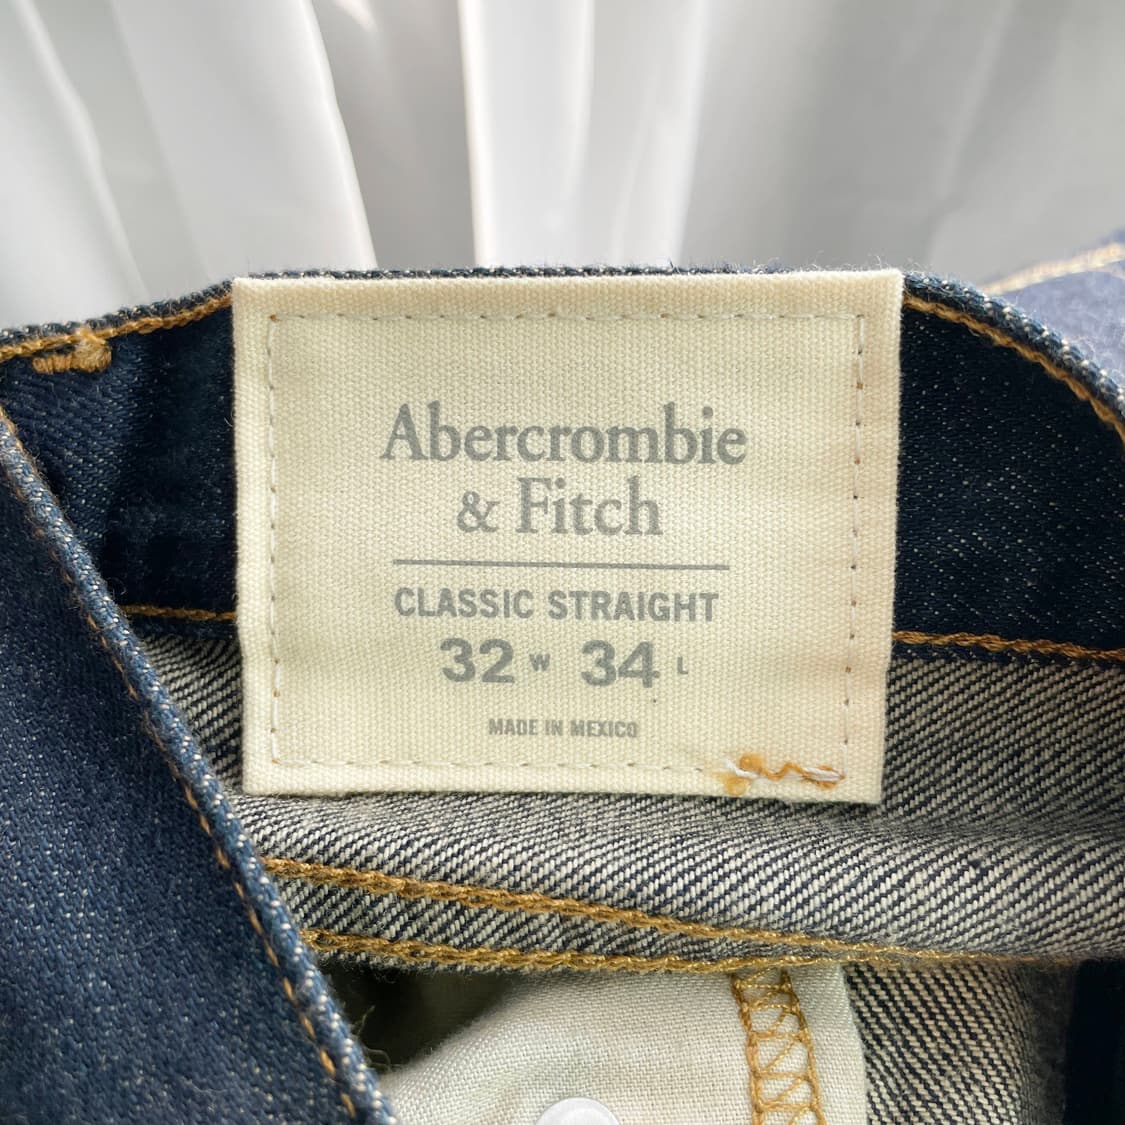 Abercrombie
& Fitch
CLASSIC STRAIGHT
32 W 34 L
MADE IN MEXICO